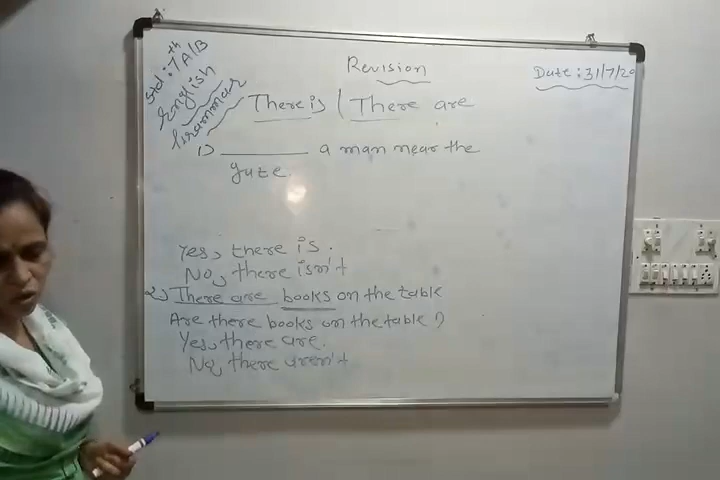 Std : 7th A/B
English
Grammar
Revision
Date : 31/7/20
There is / There are
1) ________ a man near the
gate.
Yes, there is.
No, there isn't
2) There are books on the table
Are there books on the table?
Yes, there are.
No, there aren't